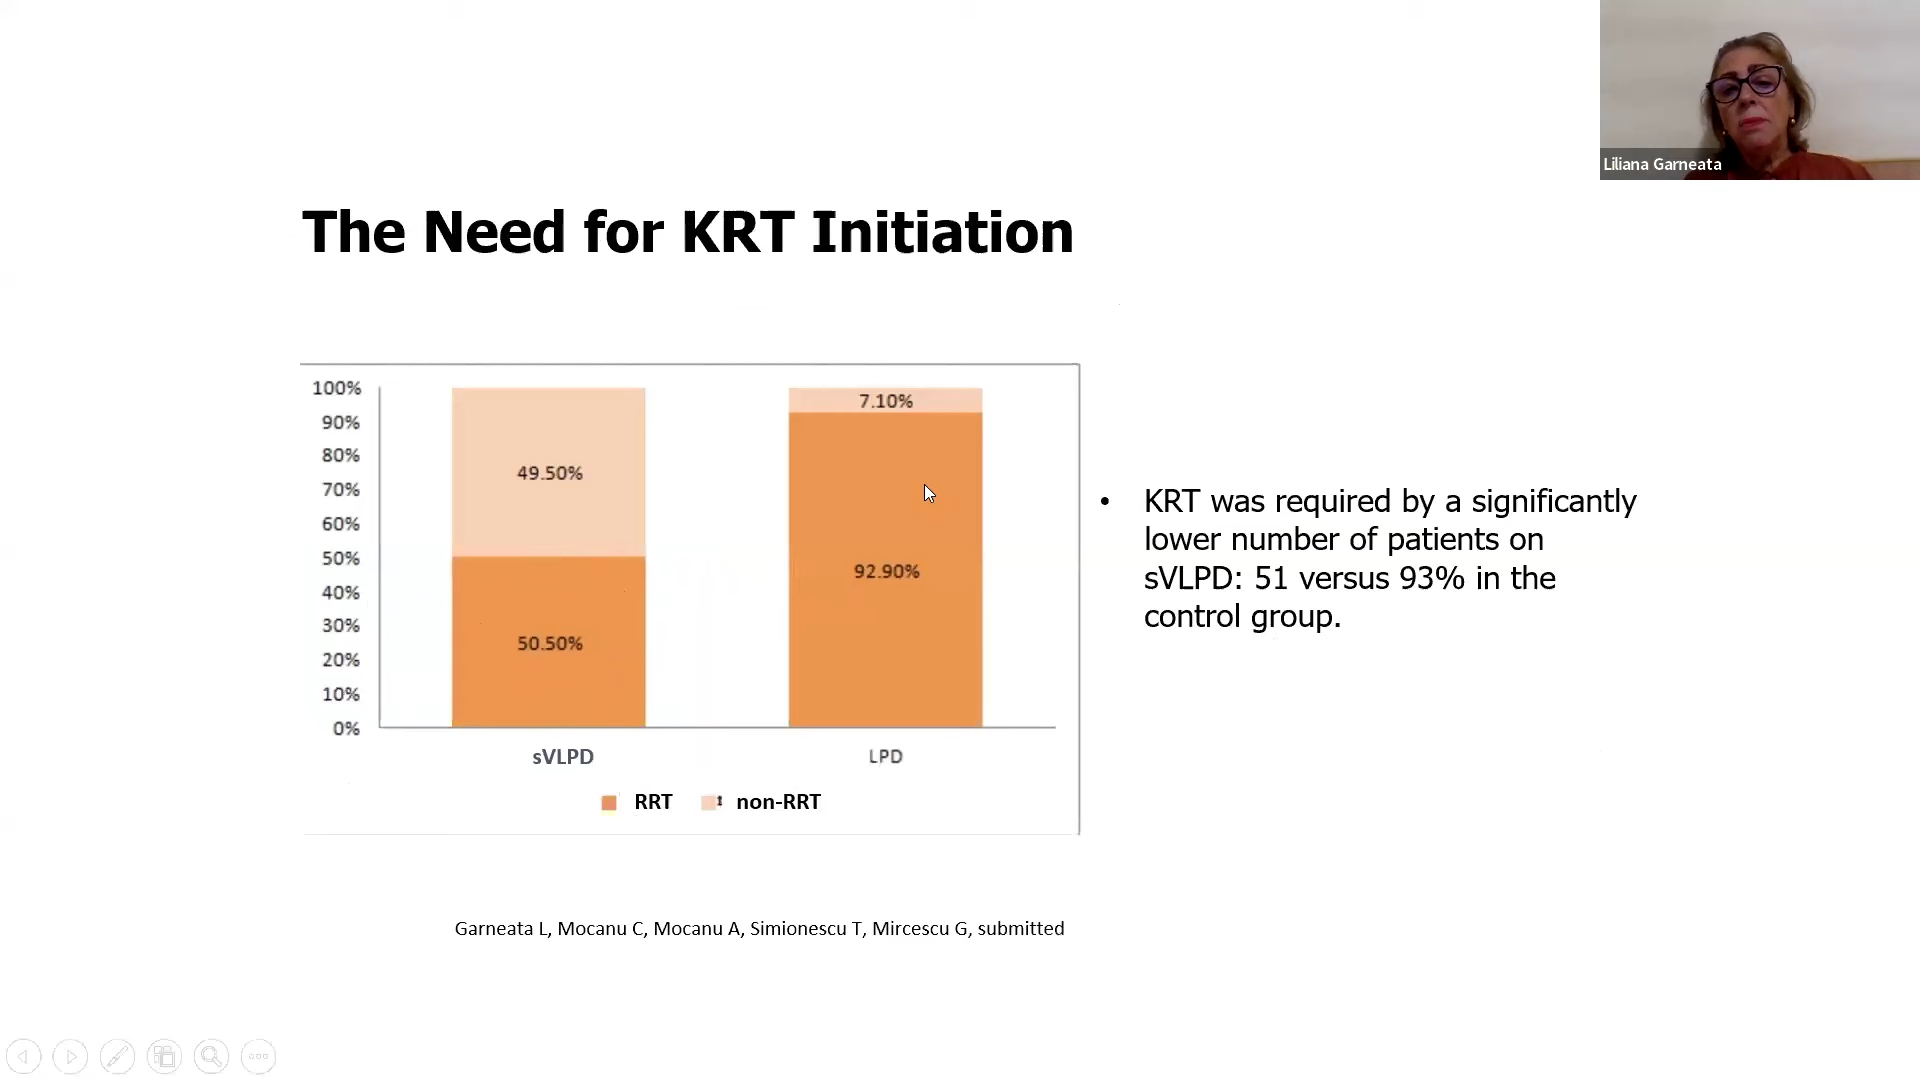 Liliana Garneata
The Need for KRT Initiation
100%
90%
80%
70%
60%
50%
40%
30%
20%
10%
0%
49.50%
50.50%
7.10%
92.90%
sVLPD
LPD
RRT
non-RRT
• KRT was required by a significantly
lower number of patients on
sVLPD: 51 versus 93% in the
control group.
Garneata L, Mocanu C, Mocanu A, Simionescu T, Mircescu G, submitted